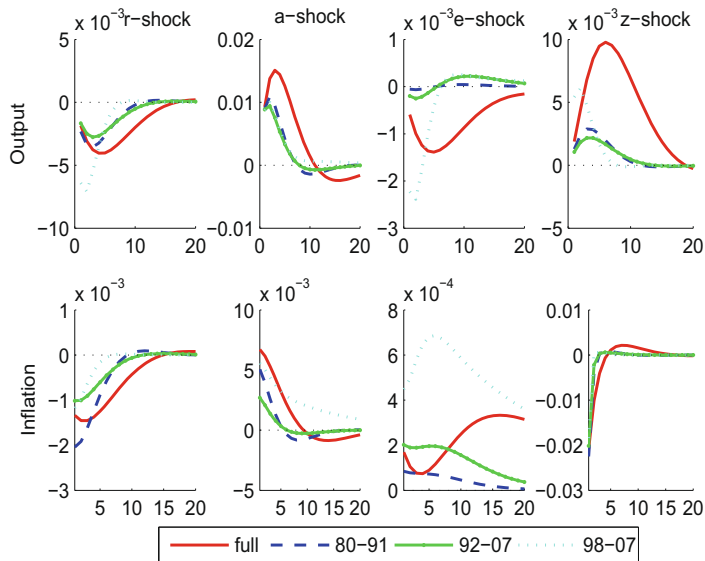 x 10⁻³ r-shock
a-shock
x 10⁻³ e-shock
x 10⁻³ z-shock
Output
5
0
−5
−10
0 10 20
0.02
0.01
0
−0.01
0 10 20
1
0
−1
−2
−3
0 10 20
10
5
0
−5
0 10 20
Inflation
x 10⁻³
1
0
−1
−2
−3
5 10 15 20
x 10⁻³
10
5
0
−5
5 10 15 20
x 10⁻⁴
8
6
4
2
0
5 10 15 20
0.01
0
−0.01
−0.02
−0.03
5 10 15 20
full 80−91 92−07 98−07